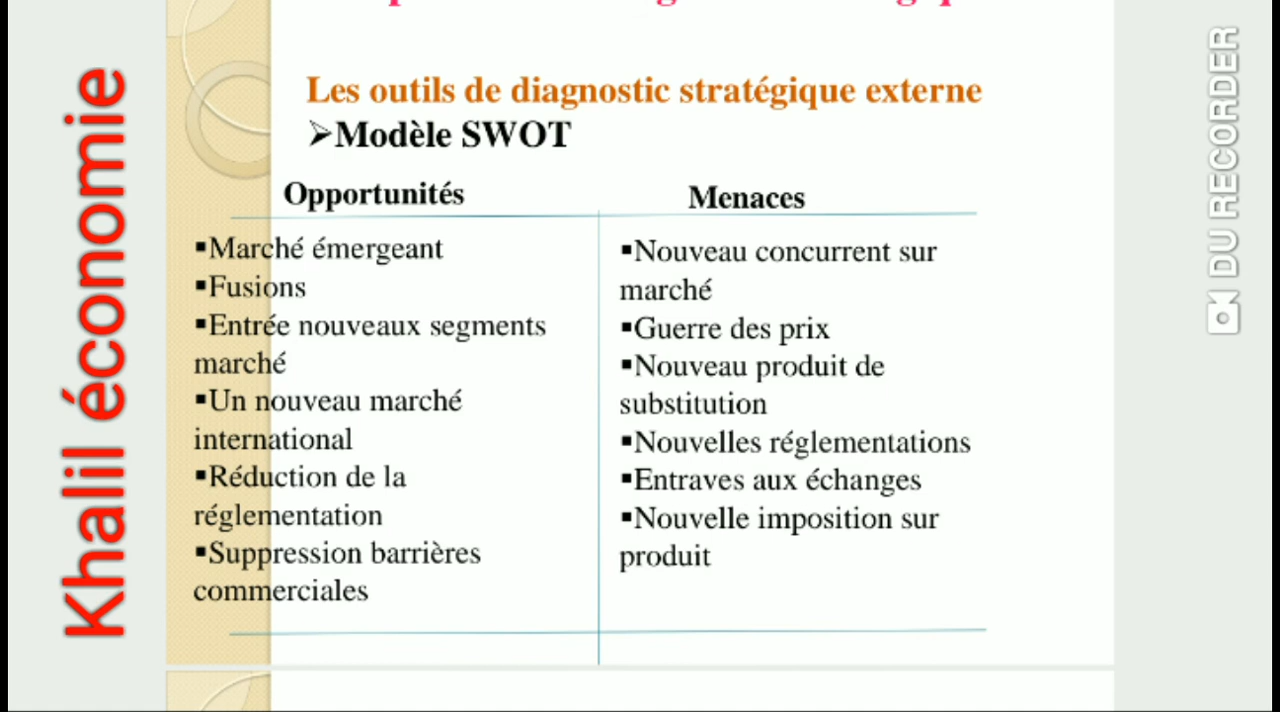 Les outils de diagnostic stratégique externe
➢Modèle SWOT
Opportunités
▪Marché émergeant
▪Fusions
▪Entrée nouveaux segments
marché
▪Un nouveau marché
international
▪Réduction de la
réglementation
▪Suppression barrières
commerciales
Menaces
▪Nouveau concurrent sur
marché
▪Guerre des prix
▪Nouveau produit de
substitution
▪Nouvelles réglementations
▪Entraves aux échanges
▪Nouvelle imposition sur
produit
Khalil économie
DU RECORDER